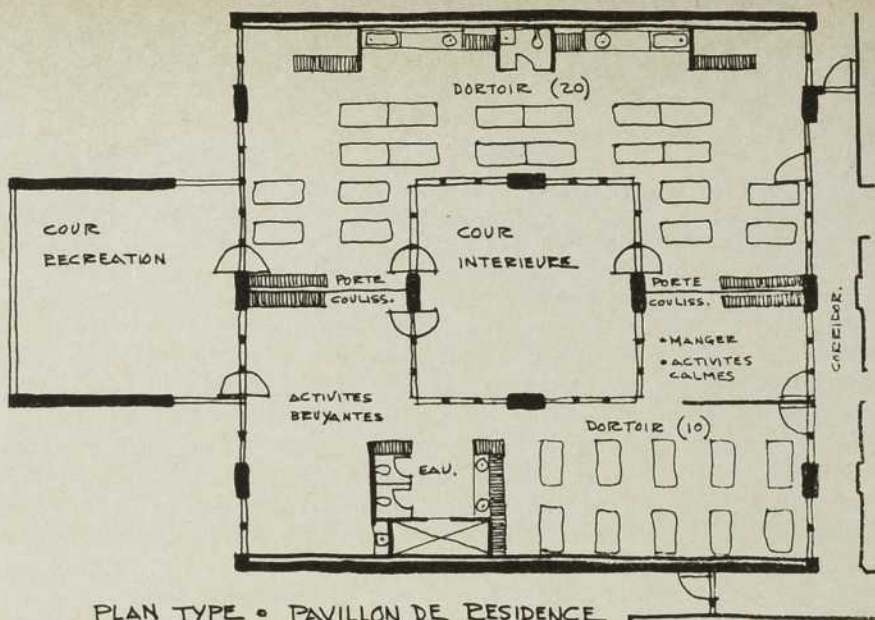 DORTOIR (20)
COUR
RECREATION
COUR
INTERIEURE
PORTE
COULISS.
PORTE
COULISS.
CORRIDOR.
• MANGER
• ACTIVITES
CALMES
ACTIVITES
BRUYANTES
DORTOIR (10)
EAU.
PLAN TYPE • PAVILLON DE RESIDENCE